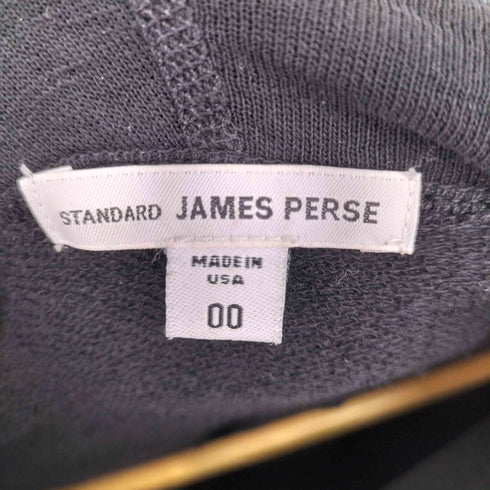 STANDARD JAMES PERSE
MADE IN
USA
00